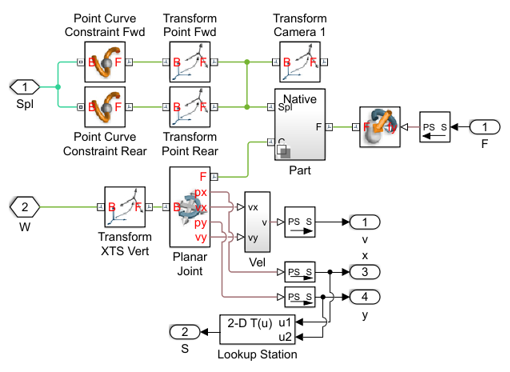 Point Curve
Constraint Fwd
Transform
Point Fwd
Transform
Camera 1
B F
B F
B F
1
Spl
B F
B F
Native
Spl
F
C
Part
F
PS S
1
F
Point Curve
Constraint Rear
Transform
Point Rear
2
W
B F
Transform
XTS Vert
F
px
B vx
py
vy
Planar
Joint
vx
v
vy
Vel
PS S
1
v
x
PS S
3
PS S
4
y
2
S
2-D T(u) u1
u2
Lookup Station